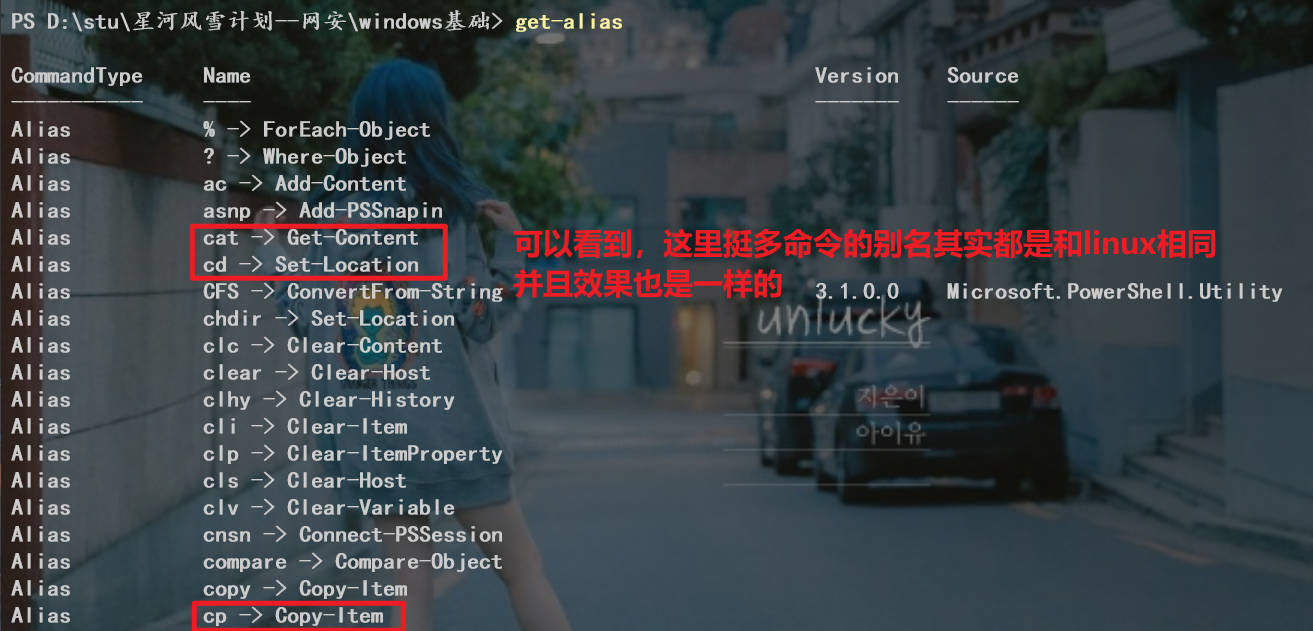 PS D:\stu\星河风雪计划--网安\windows基础> get-alias
CommandType Name Version Source
----------- ---- ------- ------
Alias % -> ForEach-Object
Alias ? -> Where-Object
Alias ac -> Add-Content
Alias asnp -> Add-PSSnapin
Alias cat -> Get-Content
可以看到，这里挺多命令的别名其实都是和linux相同
Alias cd -> Set-Location
并且效果也是一样的
Alias CFS -> ConvertFrom-String 3.1.0.0 Microsoft.PowerShell.Utility
unlucky
Alias chdir -> Set-Location
Alias clc -> Clear-Content
Alias clear -> Clear-Host
Alias clhy -> Clear-History
지은이
Alias cli -> Clear-Item
아이유
Alias clp -> Clear-ItemProperty
Alias cls -> Clear-Host
Alias clv -> Clear-Variable
Alias cnsn -> Connect-PSSession
Alias compare -> Compare-Object
Alias copy -> Copy-Item
Alias cp -> Copy-Item